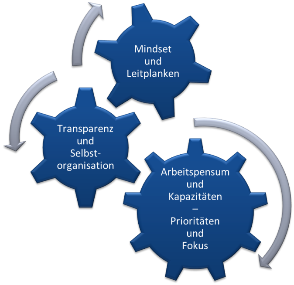 Mindset
und
Leitplanken
Transparenz
und
Selbst-
organisation
Arbeitspensum
und
Kapazitäten
–
Prioritäten
und
Fokus